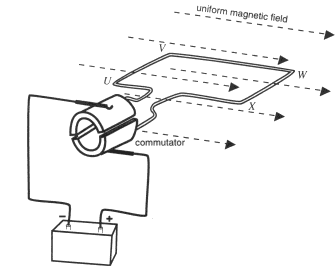 uniform magnetic field
V
U
W
X
commutator
− +